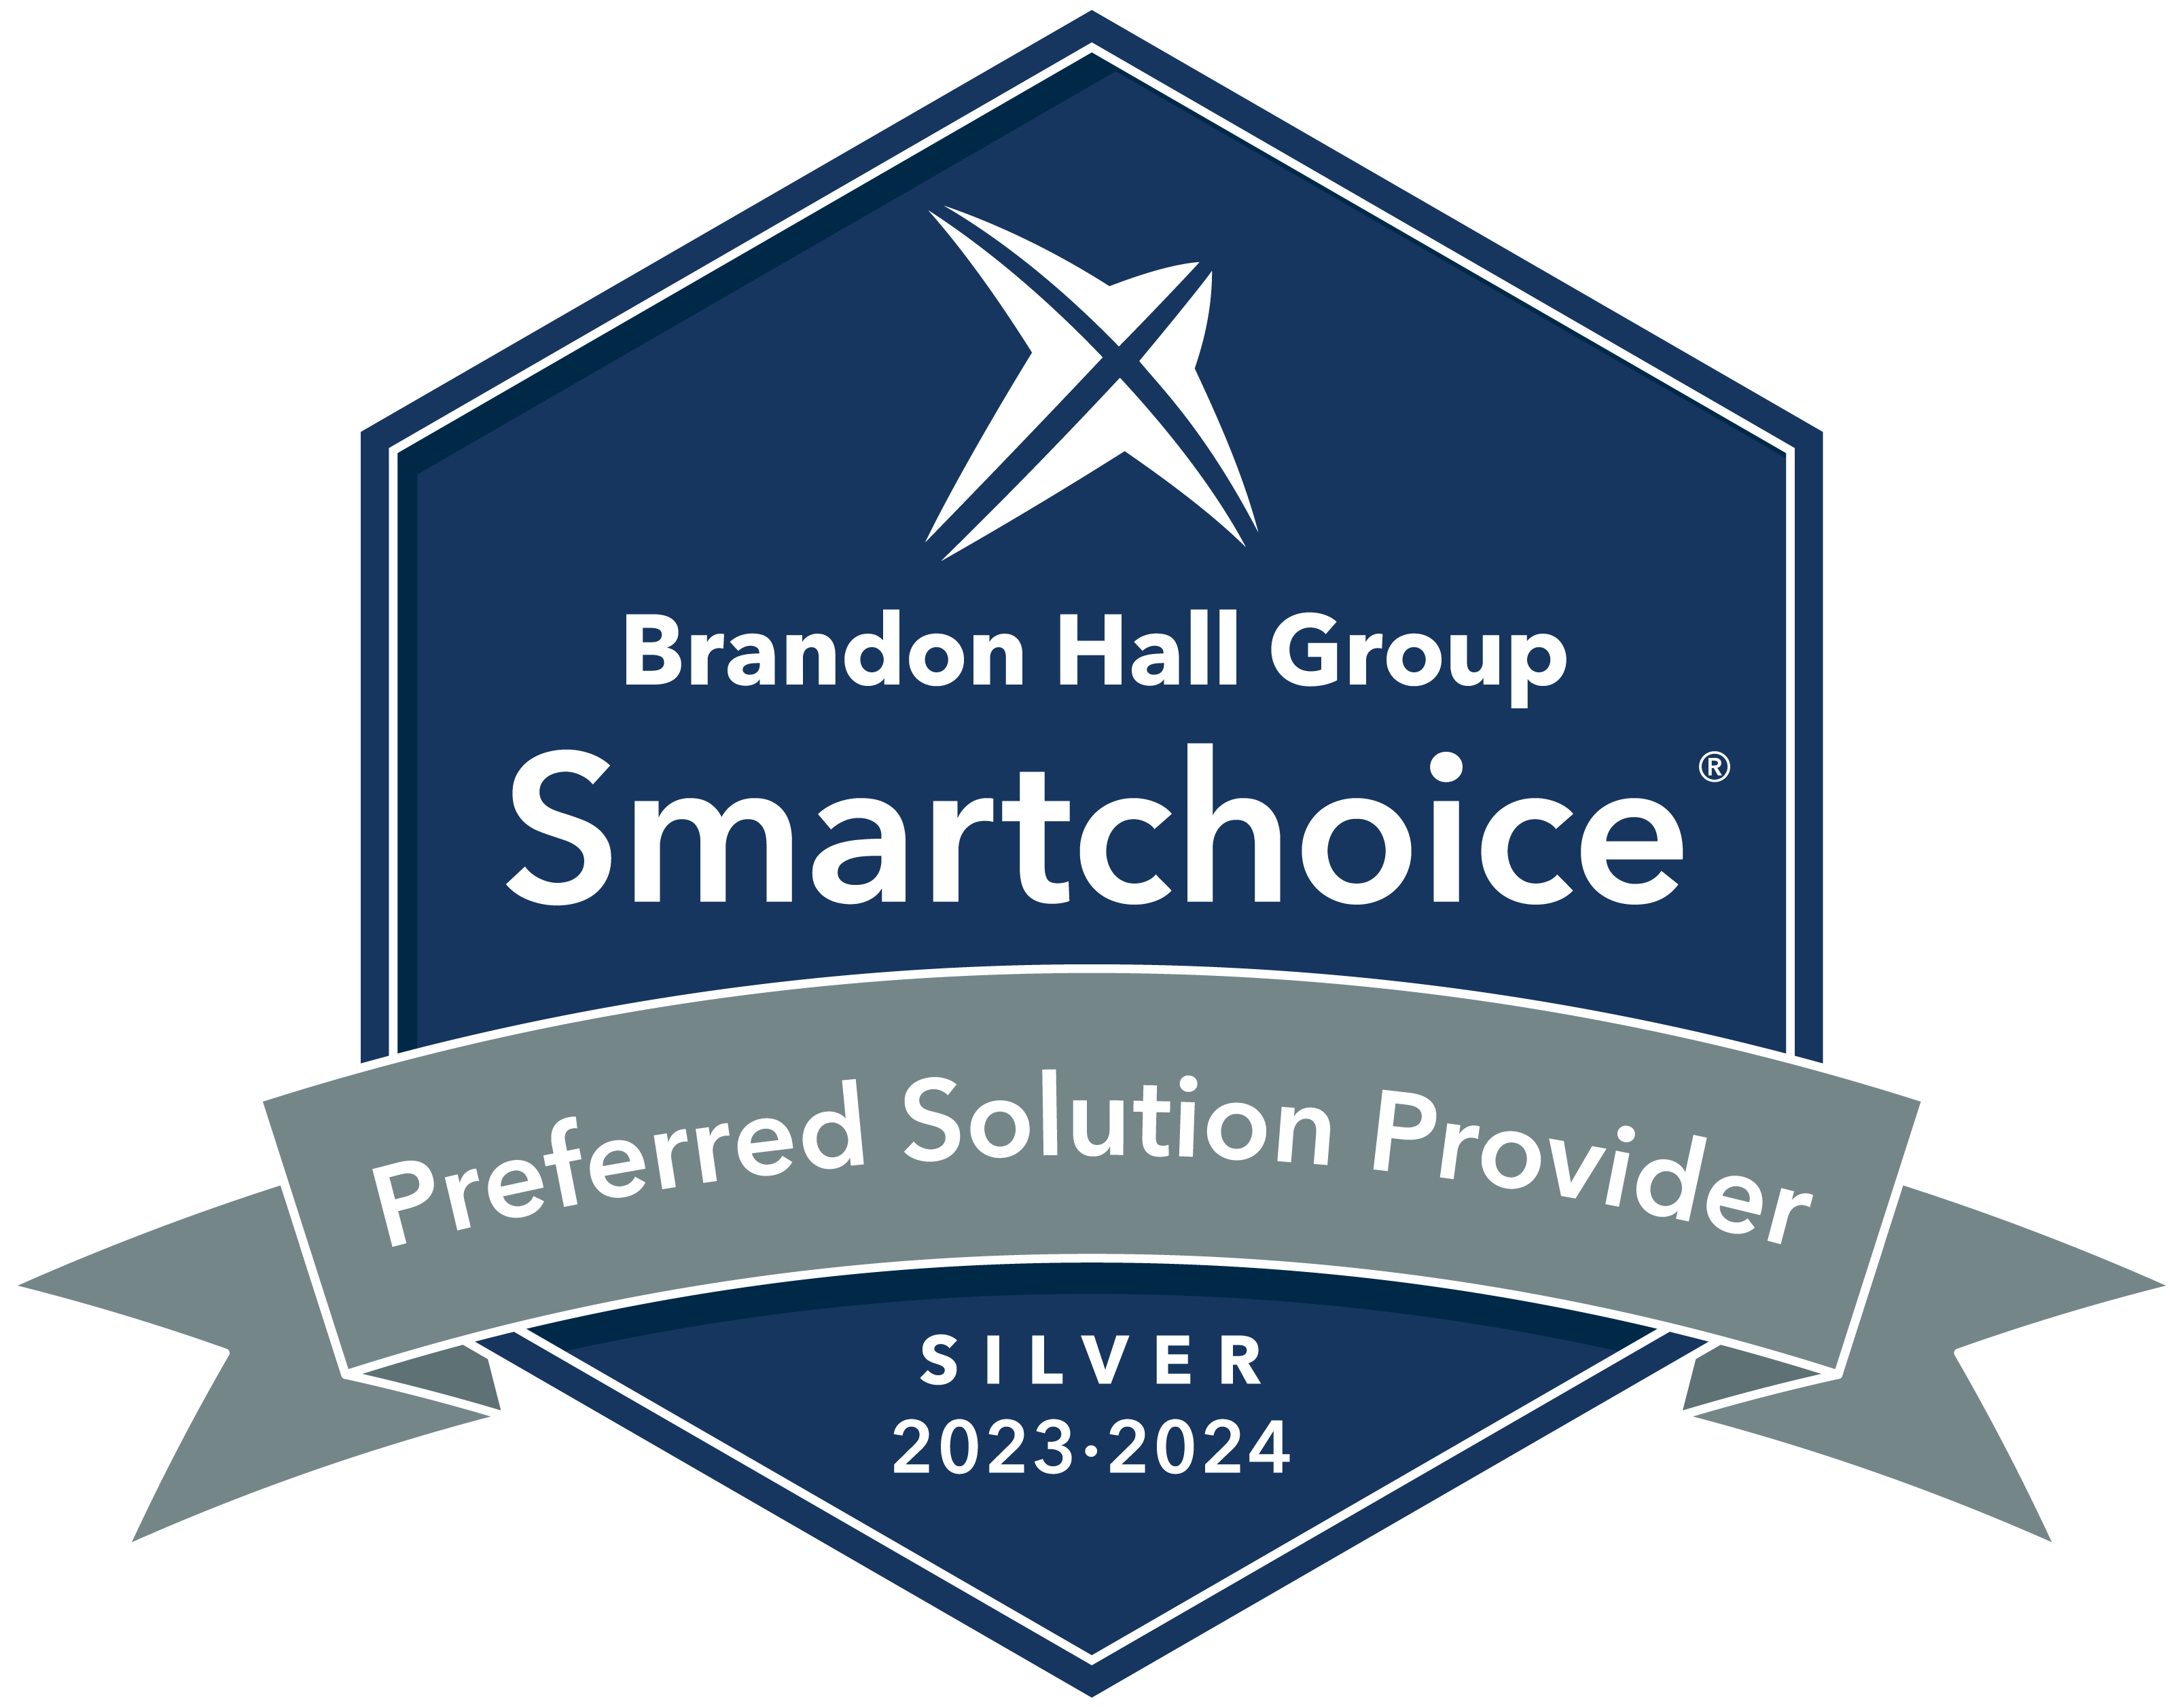 Brandon Hall Group
Smartchoice®
Preferred Solution Provider
SILVER
2023·2024